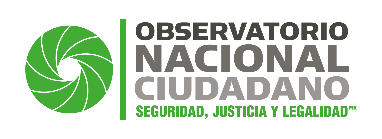 OBSERVATORIO
NACIONAL
CIUDADANO
SEGURIDAD, JUSTICIA Y LEGALIDAD™